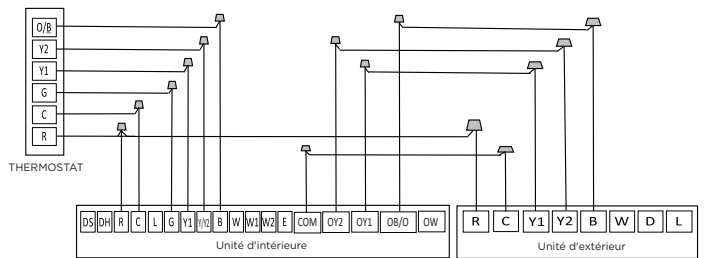 O/B
Y2
Y1
G
C
R
THERMOSTAT
DS DH R C L G Y1 Y/Y2 B W W1 W2 E COM OY2 OY1 OB/O OW
Unité d'intérieure
R C Y1 Y2 B W D L
Unité d'extérieur